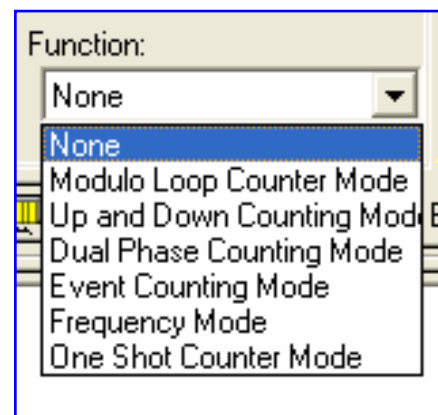 Function:
None
None
Modulo Loop Counter Mode
Up and Down Counting Mod
Dual Phase Counting Mode
Event Counting Mode
Frequency Mode
One Shot Counter Mode